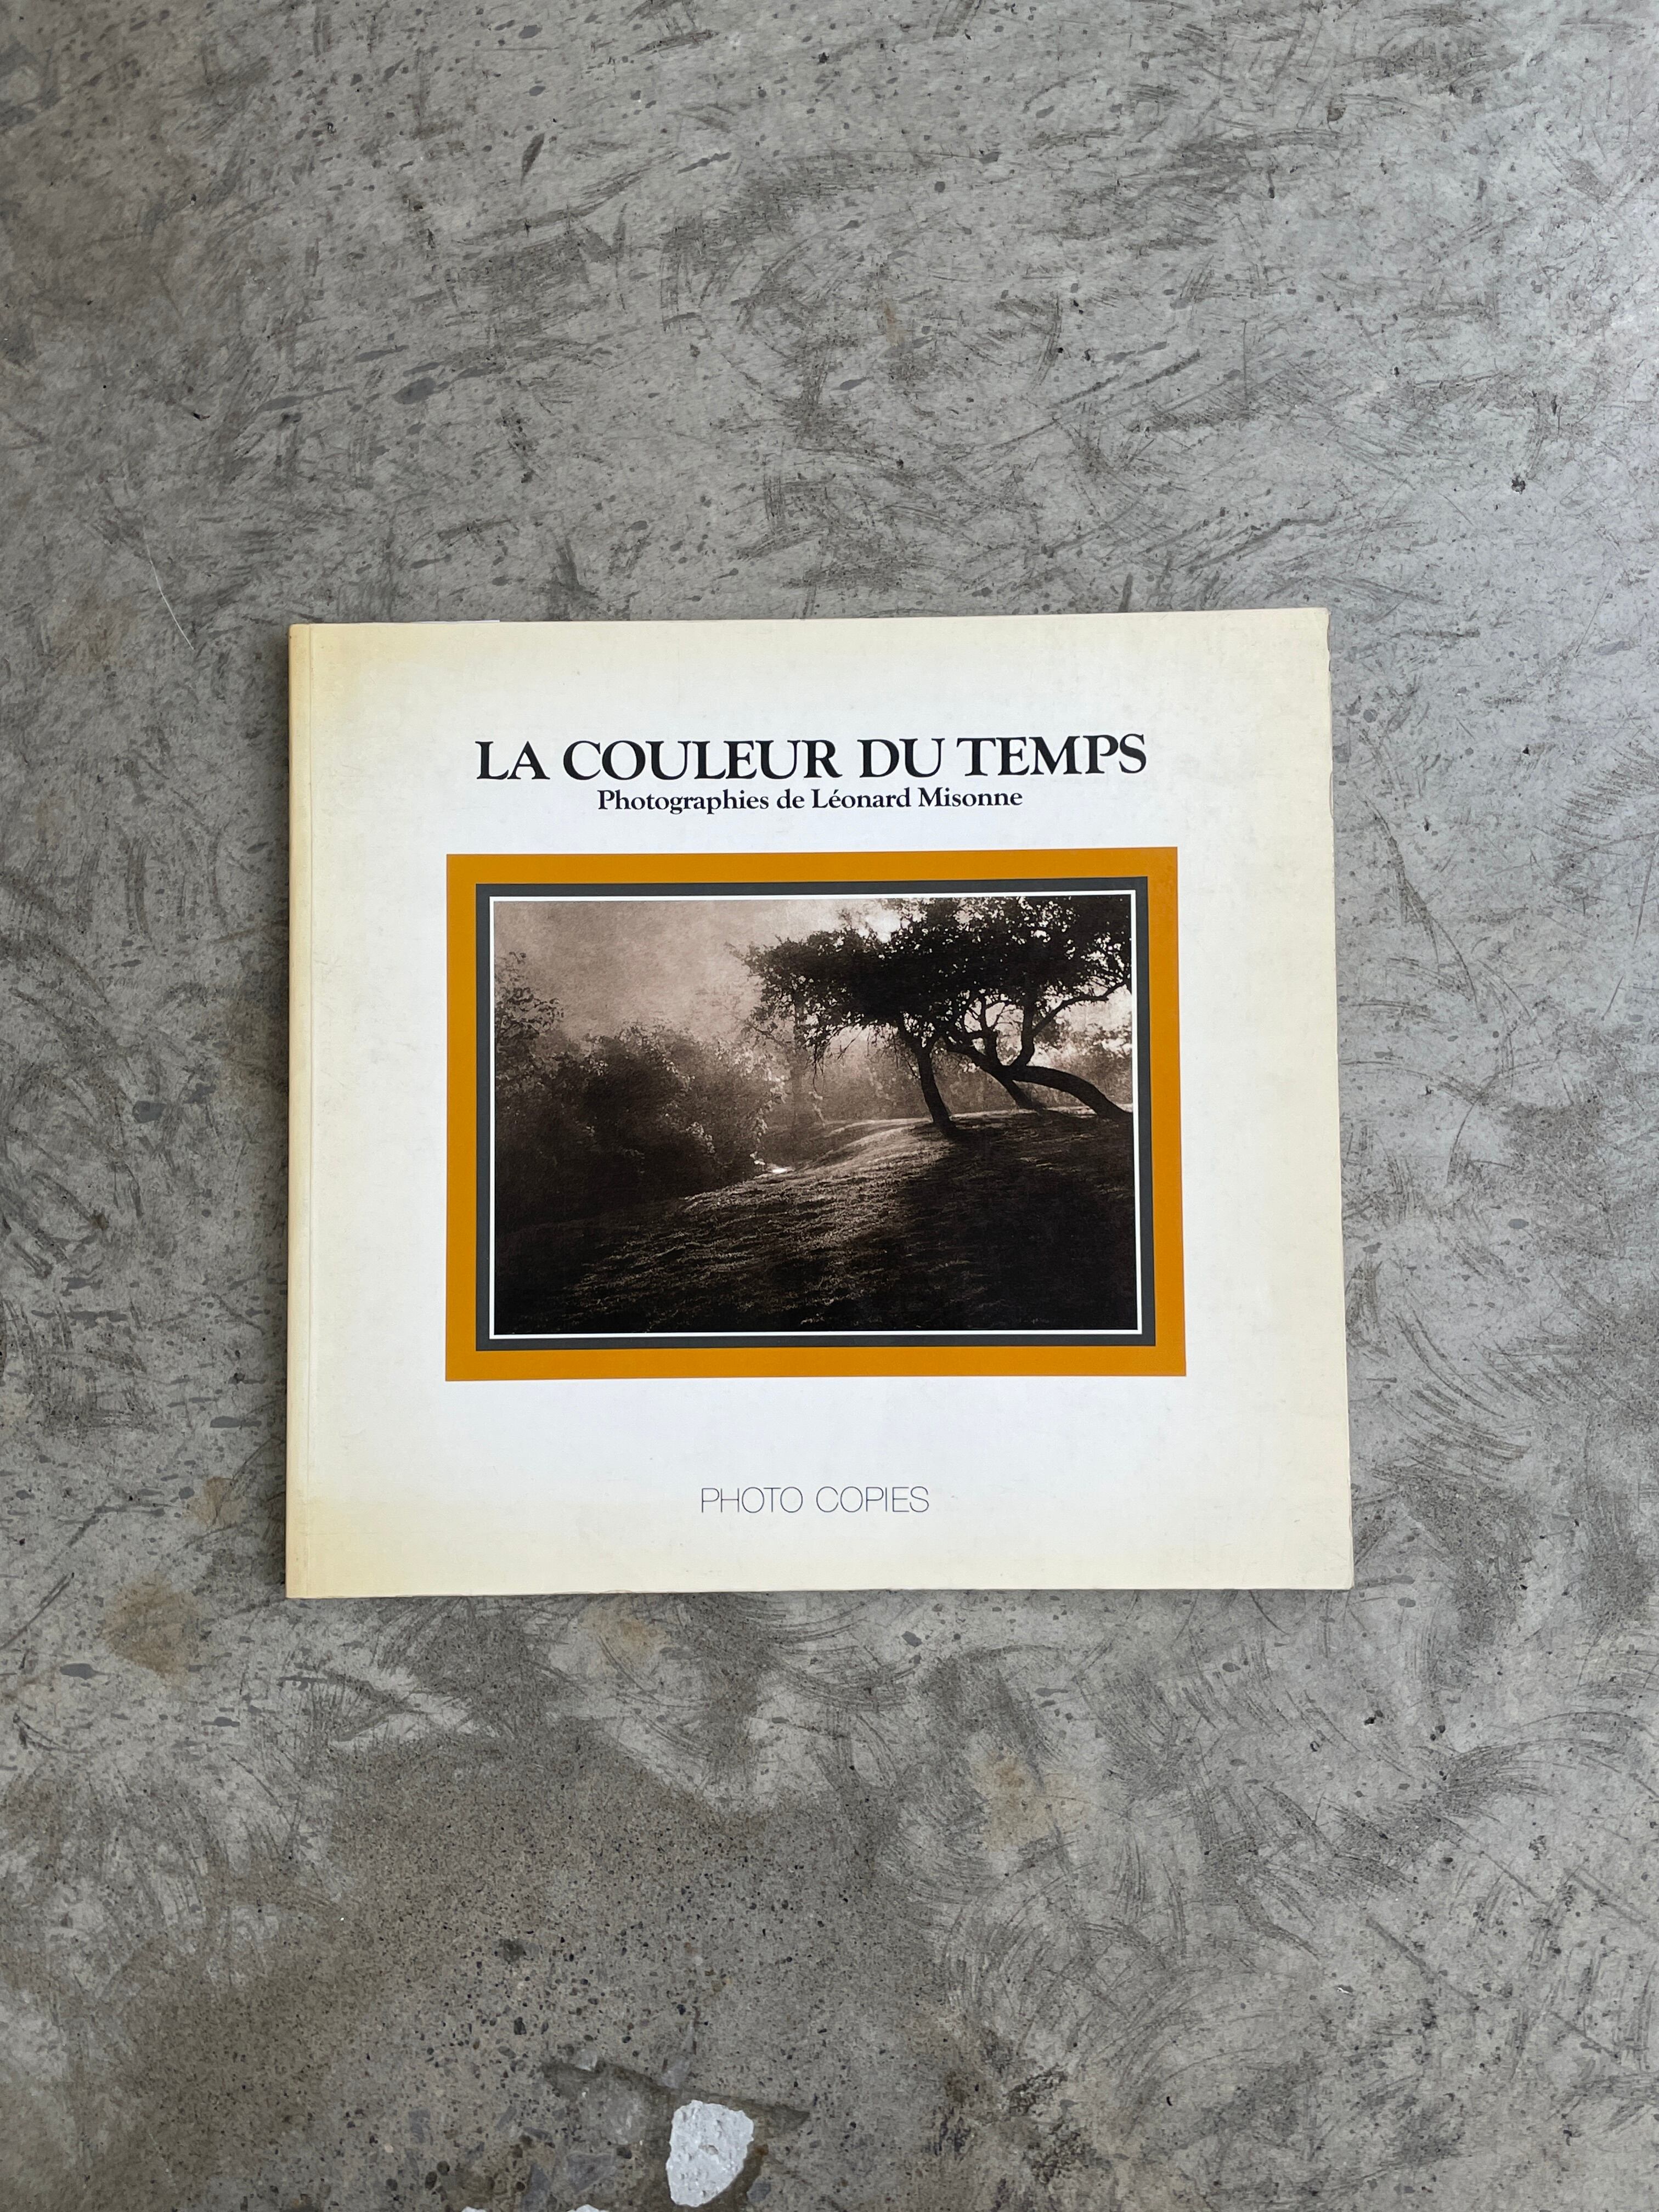 LA COULEUR DU TEMPS
Photographies de Léonard Misonne
PHOTO COPIES